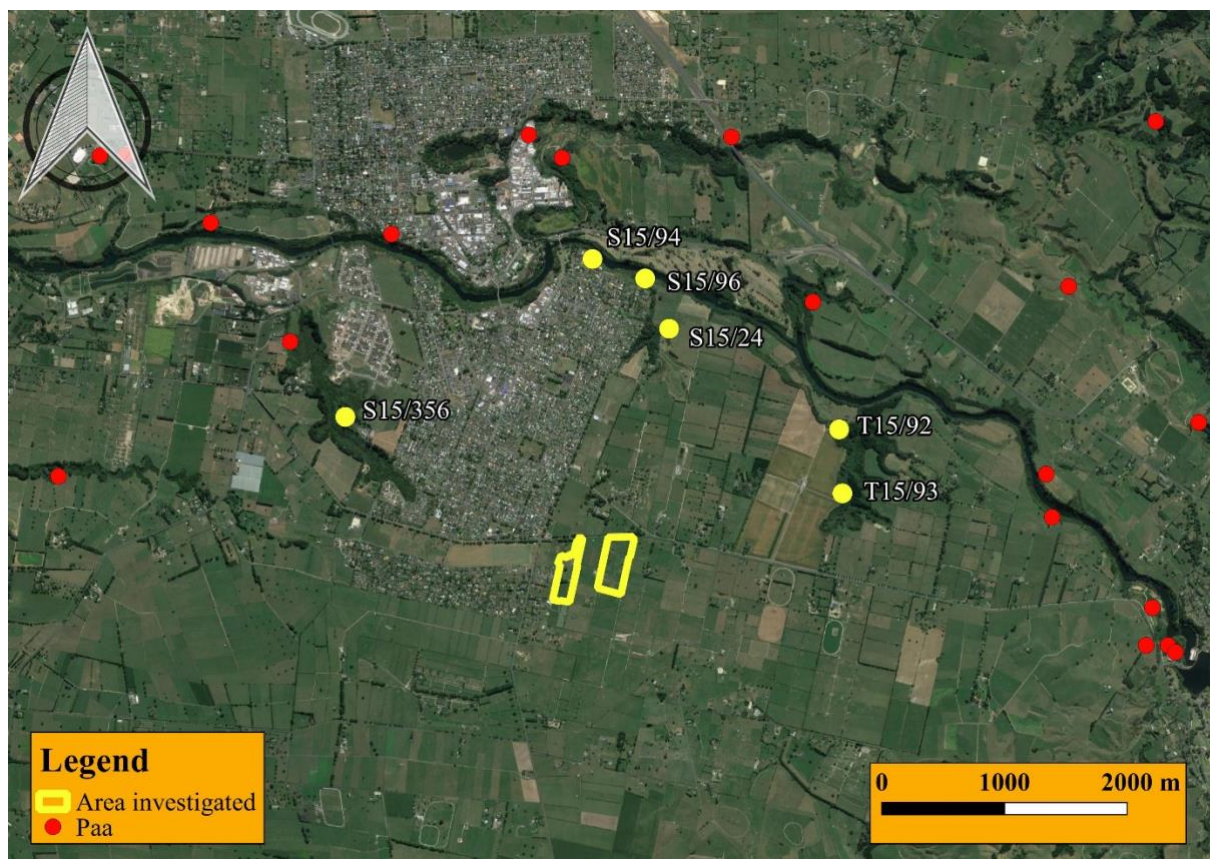 S15/94
S15/96
S15/24
S15/356
T15/92
T15/93
Legend
Area investigated
Paa
0 1000 2000 m